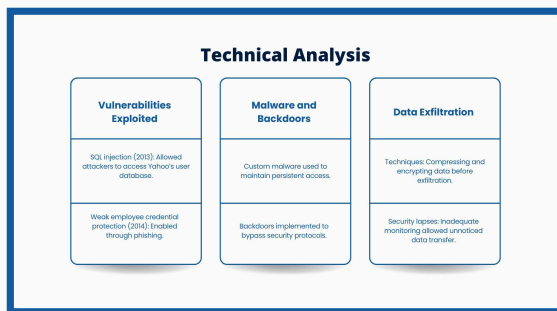 Technical Analysis
Vulnerabilities
Exploited
SQL injection (2013): Allowed
attackers to access Yahoo's user
database.
Weak employee credential
protection (2014): Enabled
through phishing.
Malware and
Backdoors
Custom malware used to
maintain persistent access.
Backdoors implemented to
bypass security protocols.
Data Exfiltration
Techniques: Compressing and
encrypting data before
exfiltration.
Security lapses: Inadequate
monitoring allowed unnoticed
data transfer.